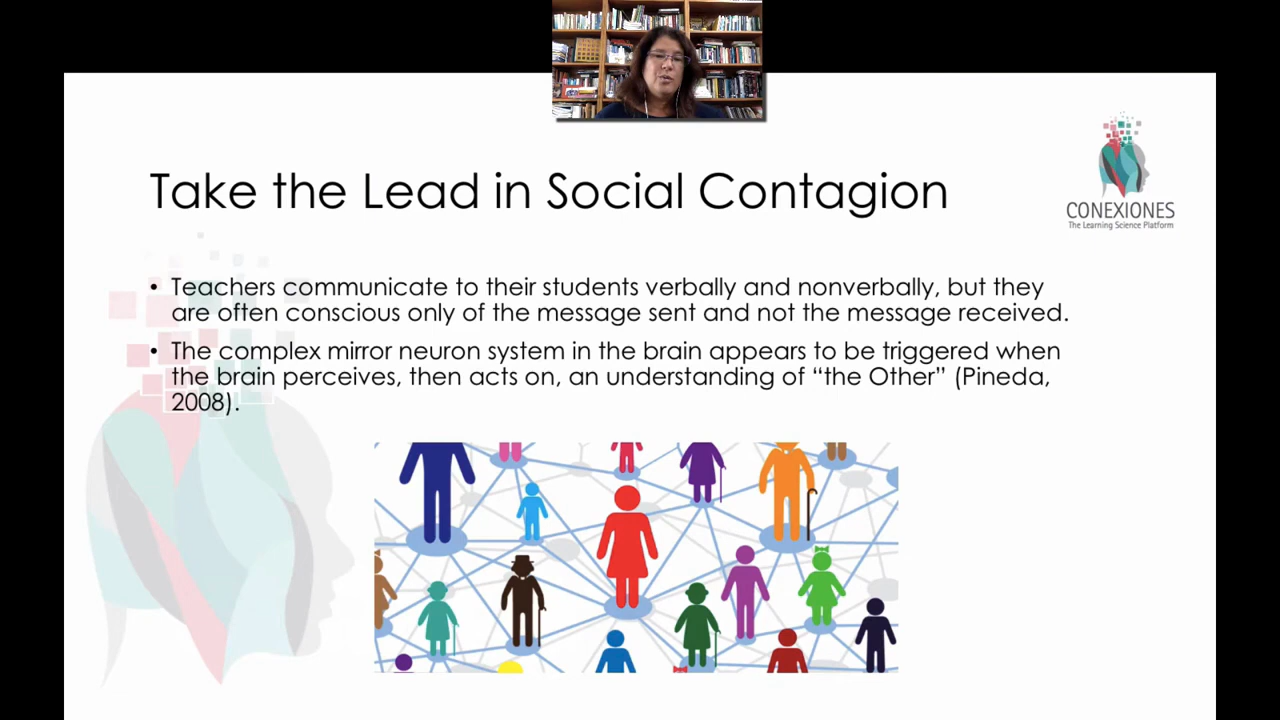 Take the Lead in Social Contagion
CONEXIONES
The Learning Science Platform
• Teachers communicate to their students verbally and nonverbally, but they
are often conscious only of the message sent and not the message received.
• The complex mirror neuron system in the brain appears to be triggered when
the brain perceives, then acts on, an understanding of “the Other” (Pineda,
2008).